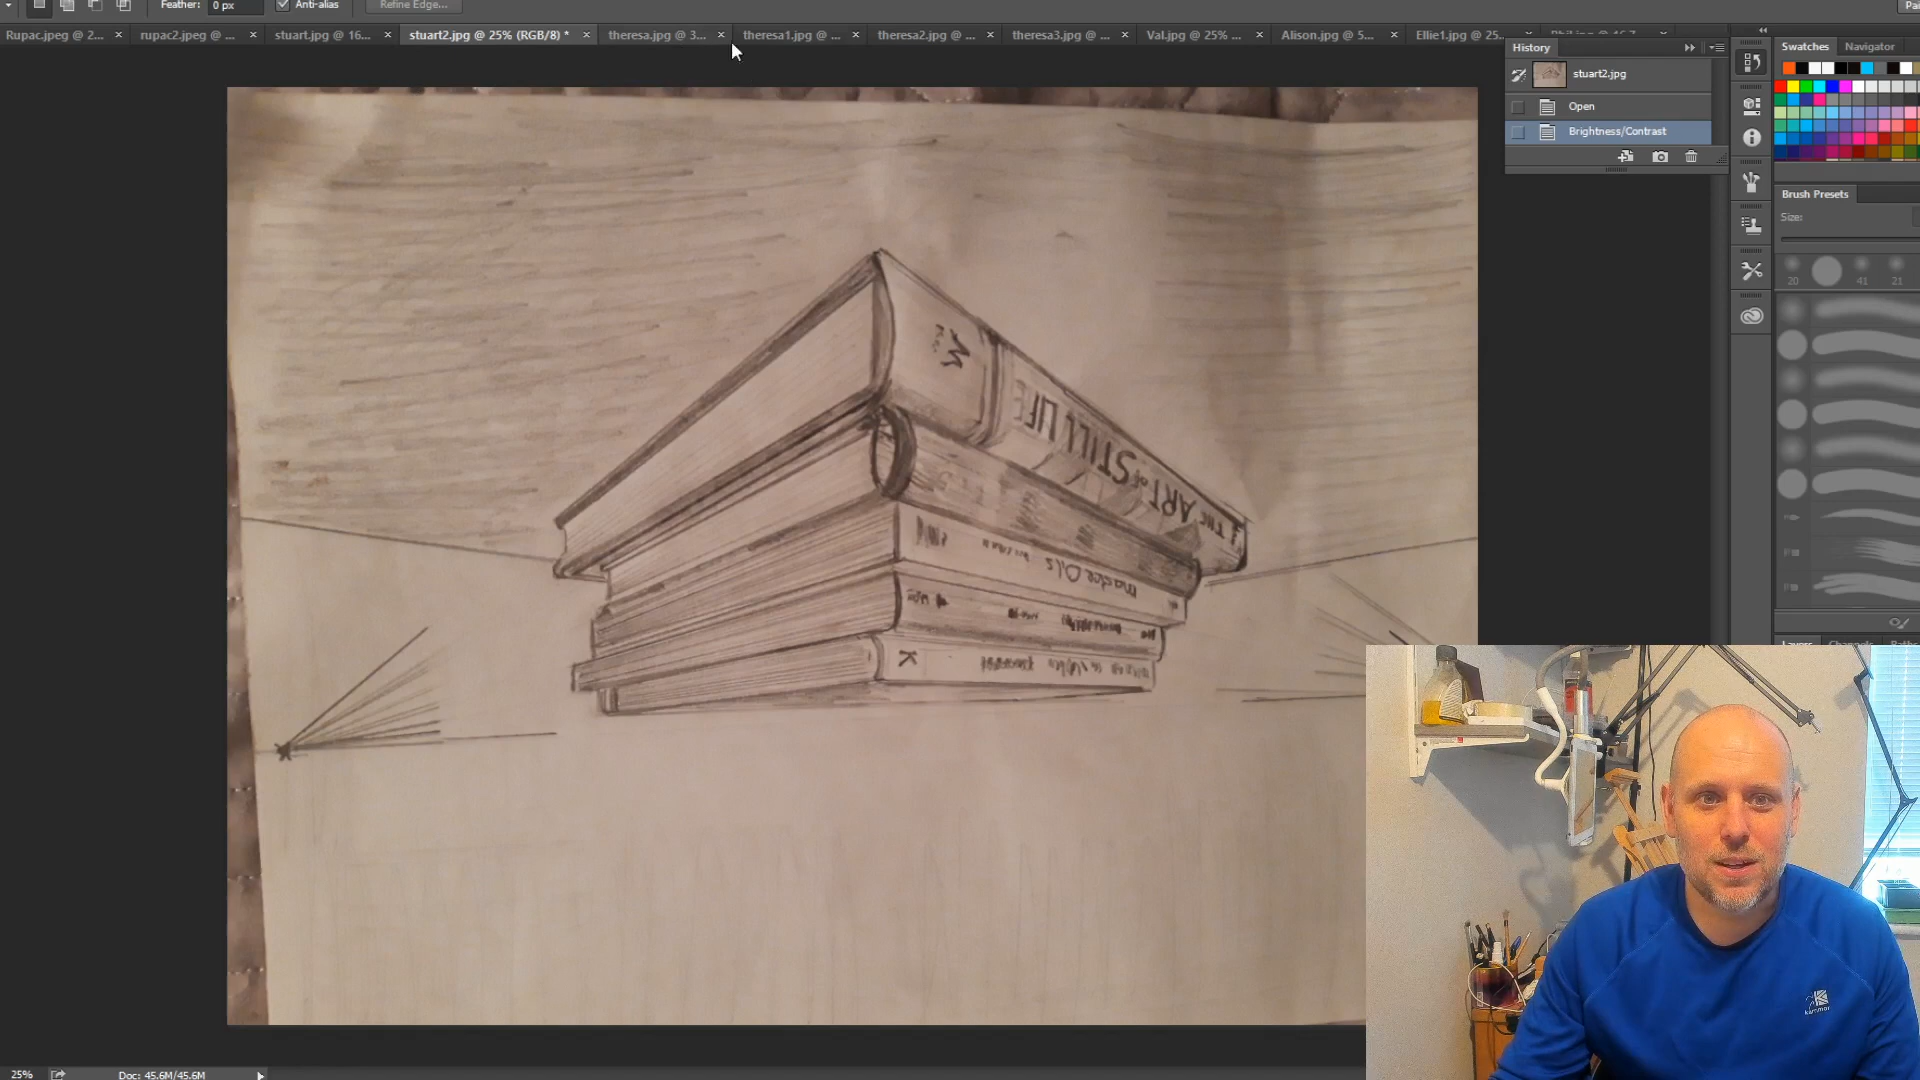 Feather: 0 px Anti-alias Refine Edge...
Rupac.jpeg @ 2... × rupac2.jpeg @ ... × stuart.jpg @ 16... × stuart2.jpg @ 25% (RGB/8) * × theresa.jpg @ 3... × theresa1.jpg @ ... × theresa2.jpg @ ... × theresa3.jpg @ ... × Val.jpg @ 25% ... × Alison.jpg @ 5... × Ellie1.jpg @ 25...
History
stuart2.jpg
Open
Brightness/Contrast
Swatches Navigator
Brush Presets
Size:
20 41 21
THE ART of STILL LIFE
K
25% Doc: 45.6M/45.6M